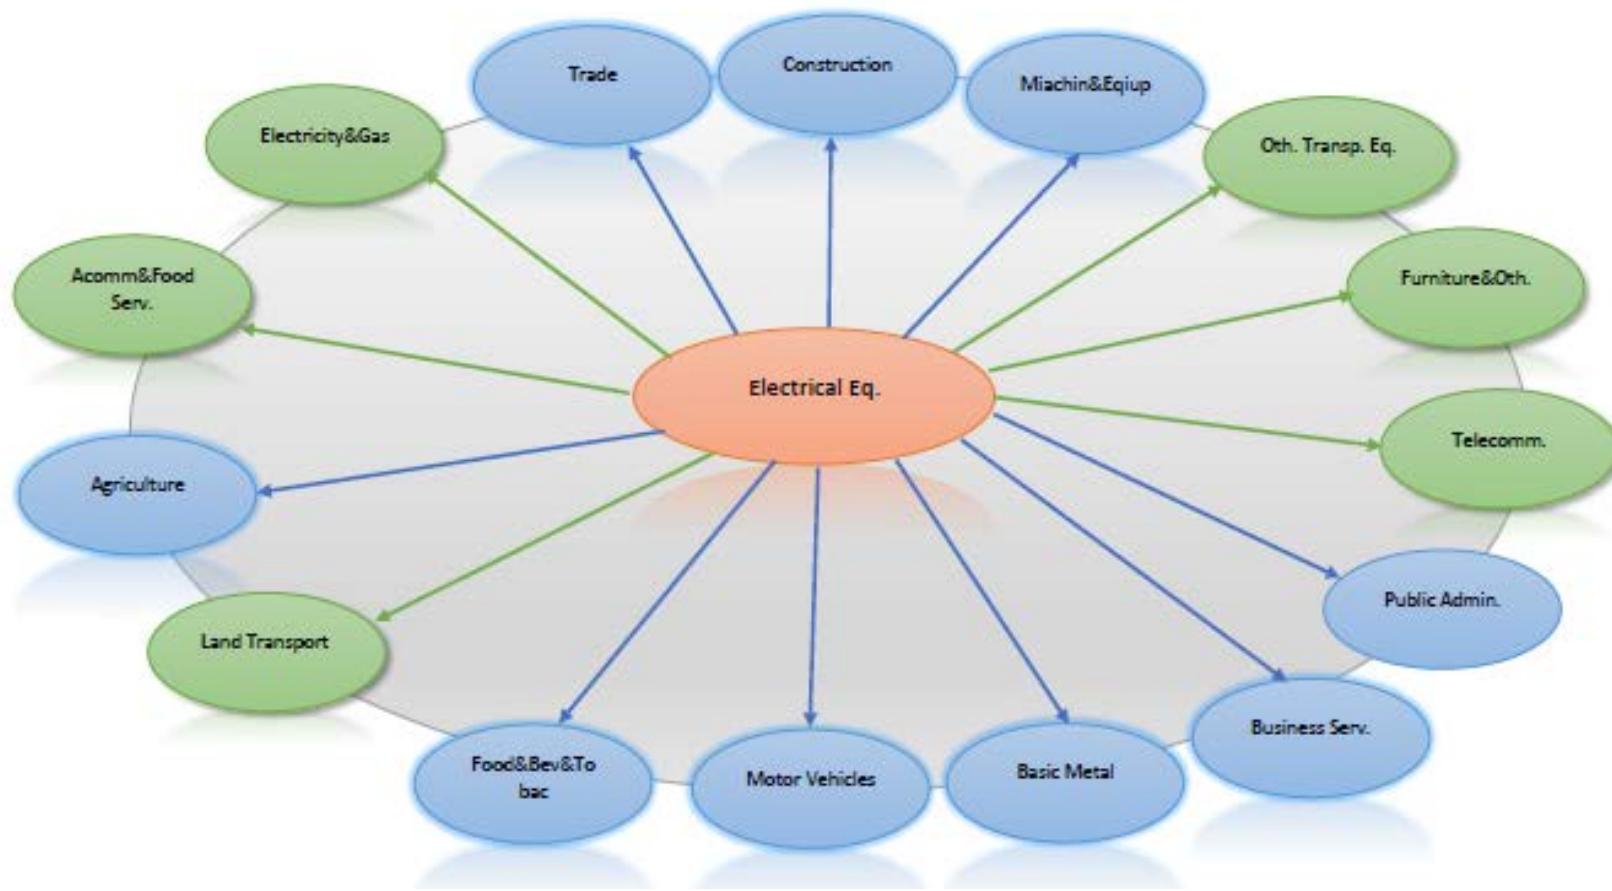 Trade
Construction
Miachin&Eqiup
Electricity&Gas
Oth. Transp. Eq.
Acomm&Food
Serv.
Furniture&Oth.
Electrical Eq.
Telecomm.
Agriculture
Public Admin.
Land Transport
Business Serv.
Food&Bev&To
bac
Motor Vehicles
Basic Metal